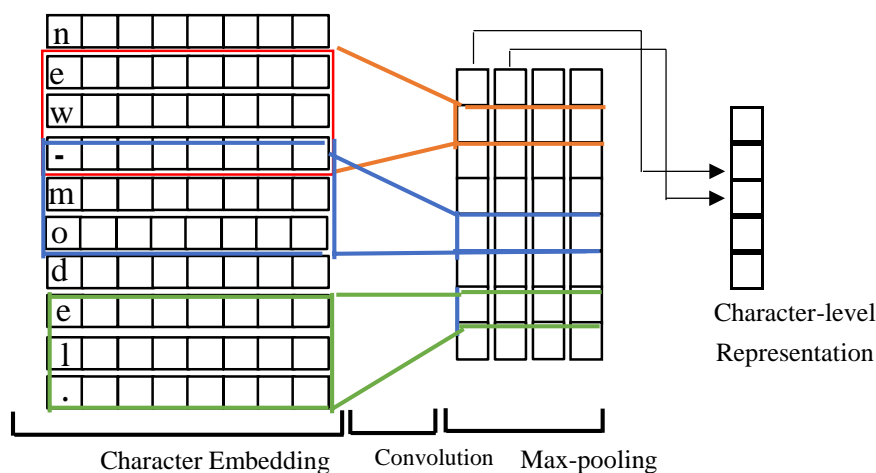 n
e
w
-
m
o
d
e
l
.
Character-level
Representation
Character Embedding
Convolution
Max-pooling